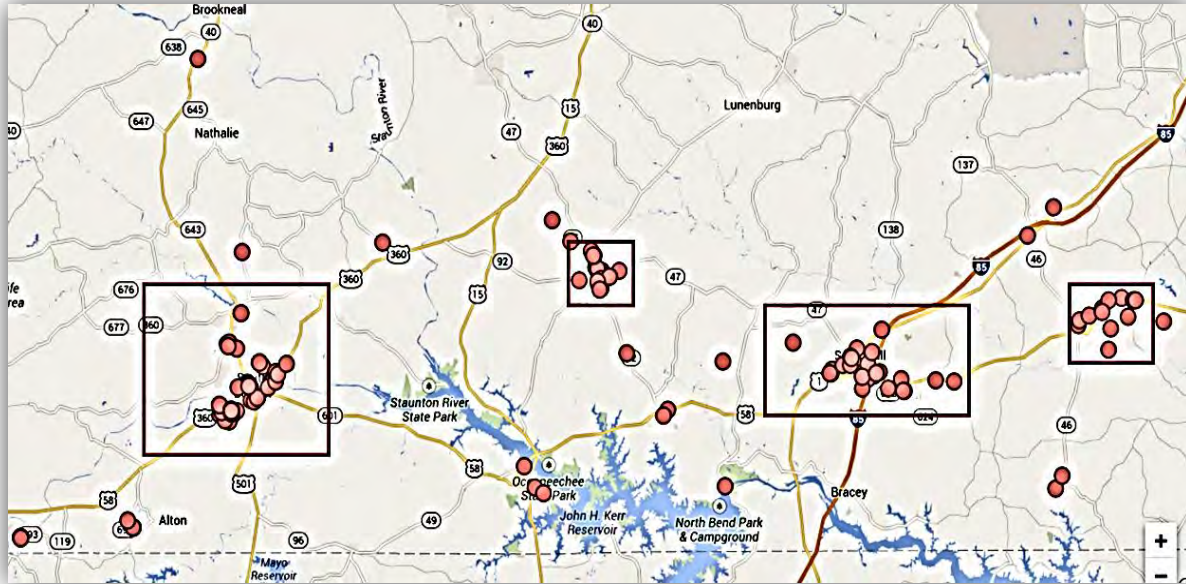 Brookneal
40
638
40
645
647
Nathalie
Staunton River
40
15
47
360
Lunenburg
85
137
643
138
360
92
47
85
46
676
360
15
677
360
47
1
360
601
Staunton River
State Park
58
85
46
58
58
501
State Park
Bracey
49
John H. Kerr
Reservoir
North Bend Park
& Campground
Alton
119
96
Mayo
Reservoir
+
−